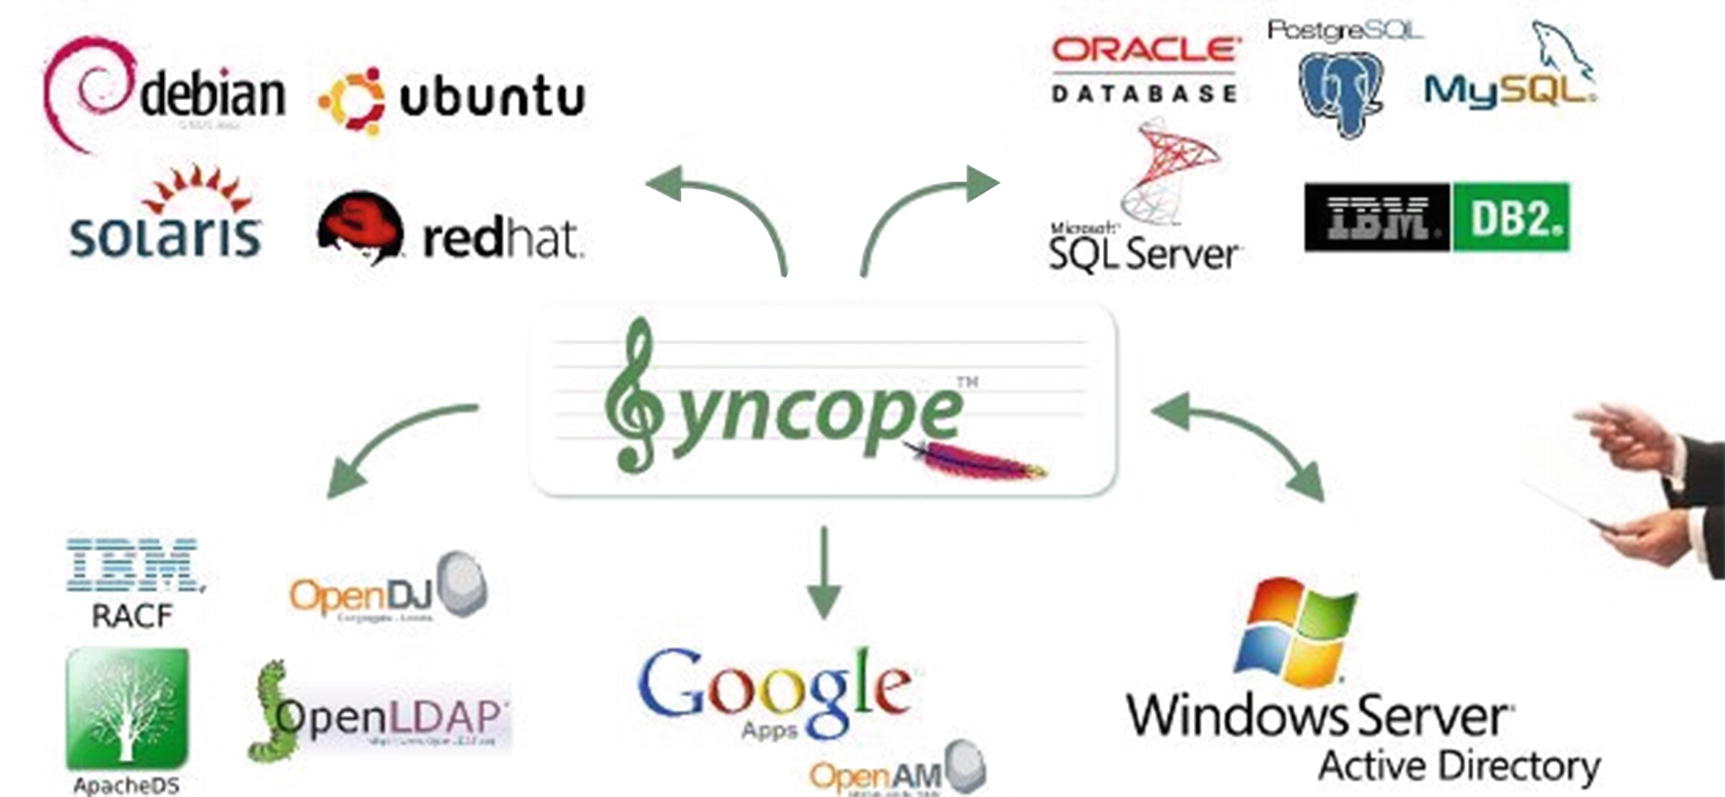 debian
ubuntu
solaris
redhat.
ORACLE
DATABASE
PostgreSQL
MySQL
Microsoft
SQL Server
IBM DB2
Syncope™
IBM
RACF
OpenDJ
ApacheDS
OpenLDAP
Google
Apps
OpenAM
Windows Server
Active Directory